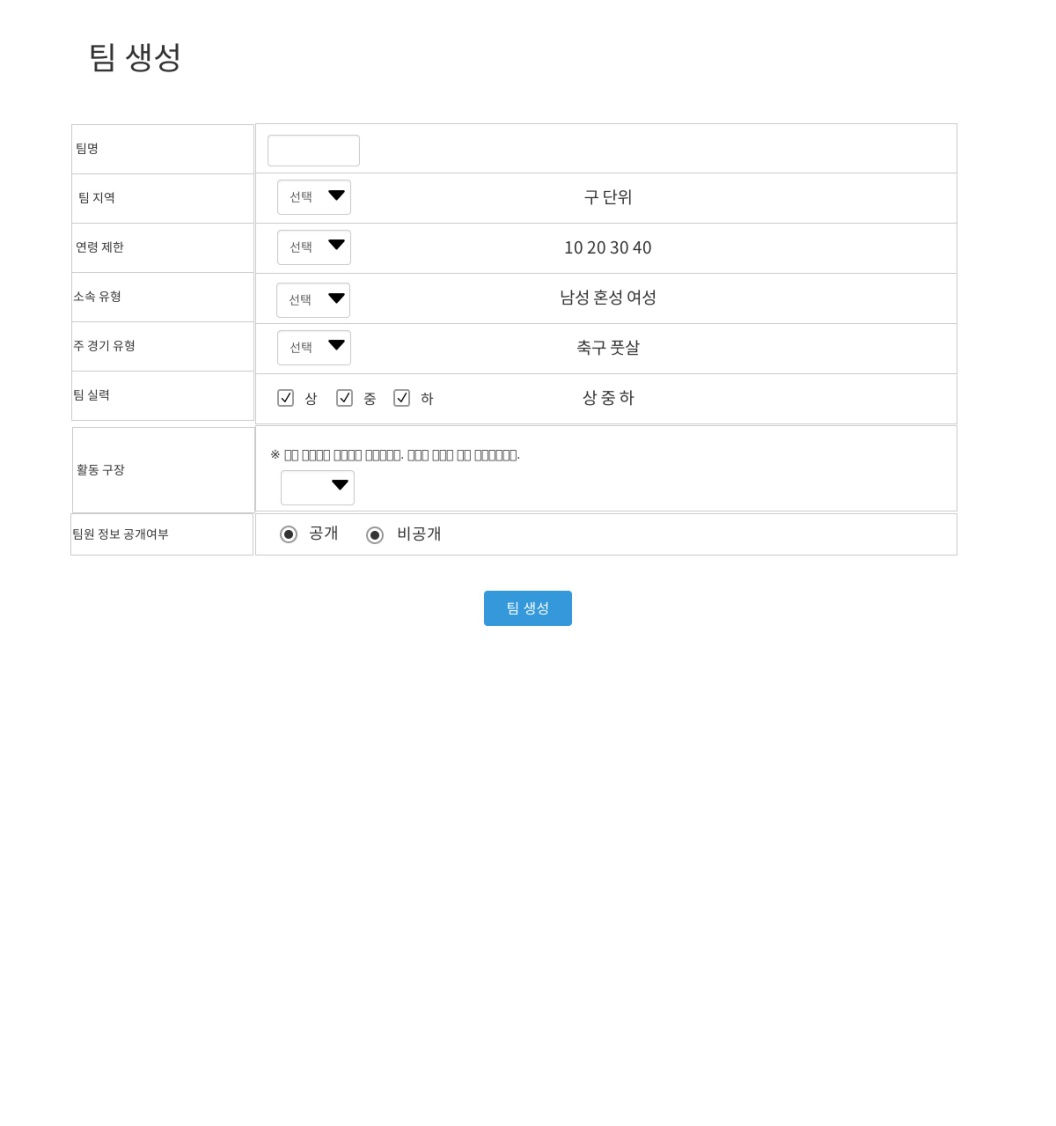 팀 생성
팀명
팀 지역 선택 구 단위
연령 제한 선택 10 20 30 40
소속 유형 선택 남성 혼성 여성
주 경기 유형 선택 축구 풋살
팀 실력 상 중 하 상 중 하
활동 구장
팀원 정보 공개여부 공개 비공개
팀 생성